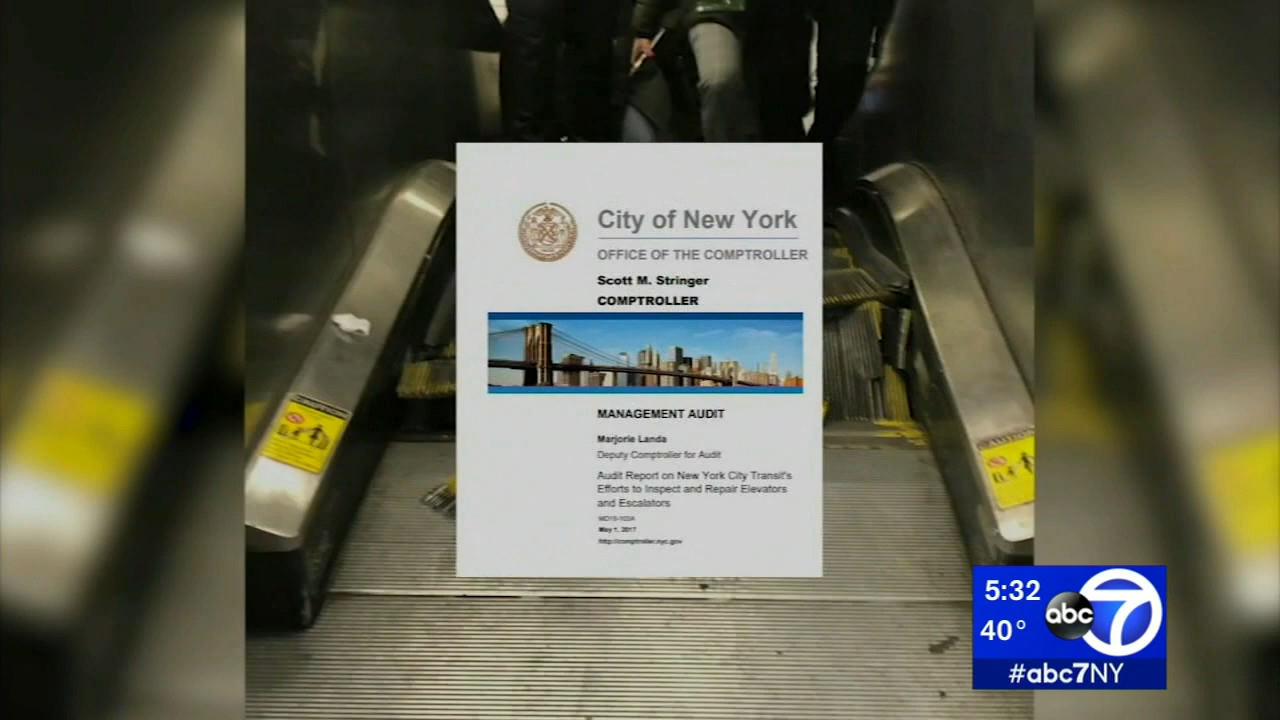 City of New York
OFFICE OF THE COMPTROLLER
Scott M. Stringer
COMPTROLLER
MANAGEMENT AUDIT
Marjorie Landa
Deputy Comptroller for Audit
Audit Report on New York City Transit's
Efforts to Inspect and Repair Elevators
and Escalators
May 1, 2017
http://comptroller.nyc.gov
5:32
40°
abc 7
#abc7NY